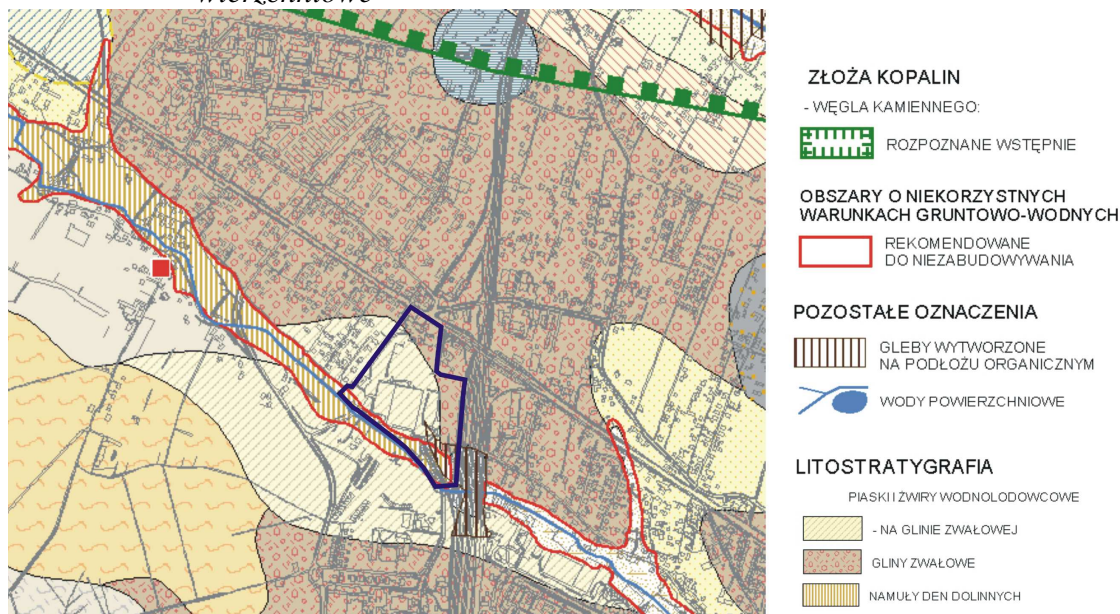 wierzchniowe
ZŁOŻA KOPALIN
- WĘGLA KAMIENNEGO:
ROZPOZNANE WSTĘPNIE
OBSZARY O NIEKORZYSTNYCH
WARUNKACH GRUNTOWO-WODNYCH
REKOMENDOWANE
DO NIEZABUDOWYWANIA
POZOSTAŁE OZNACZENIA
GLEBY WYTWORZONE
NA PODŁOŻU ORGANICZNYM
WODY POWIERZCHNIOWE
LITOSTRATYGRAFIA
PIASKI I ŻWIRY WODNOLODOWCOWE
- NA GLINIE ZWAŁOWEJ
GLINY ZWAŁOWE
NAMUŁY DEN DOLINNYCH